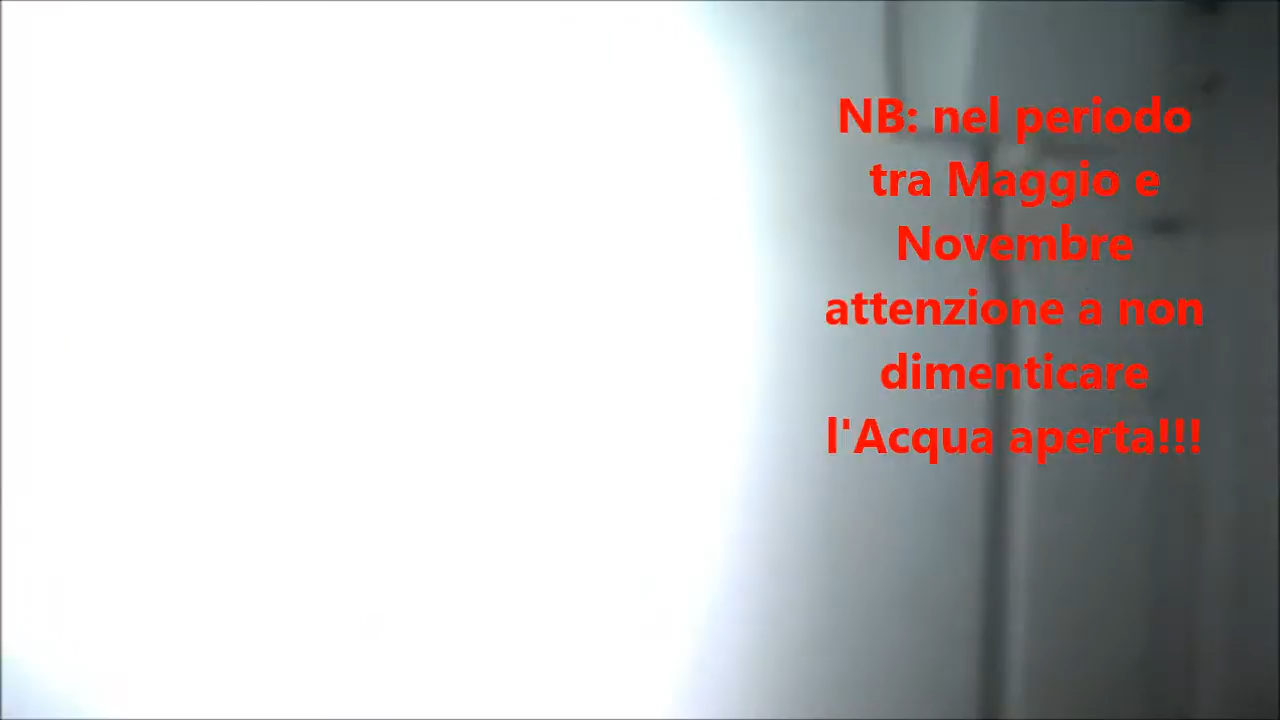 NB: nel periodo
tra Maggio e
Novembre
attenzione a non
dimenticare
l'Acqua aperta!!!